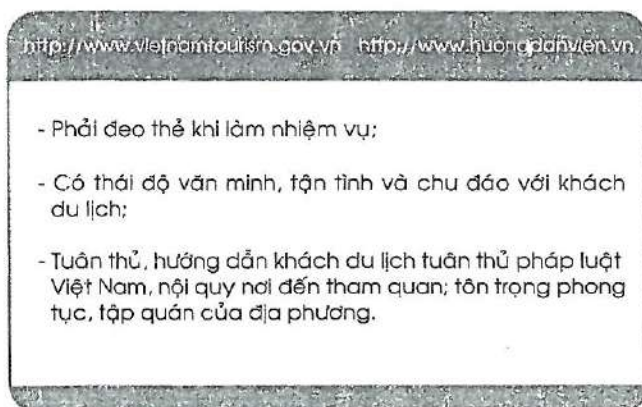 http://www.vietnamtourism.gov.vn http://www.huongdanvien.vn
- Phải đeo thẻ khi làm nhiệm vụ;
- Có thái độ văn minh, tận tình và chu đáo với khách
du lịch;
- Tuân thủ, hướng dẫn khách du lịch tuân thủ pháp luật
Việt Nam, nội quy nơi đến tham quan; tôn trọng phong
tục, tập quán của địa phương.